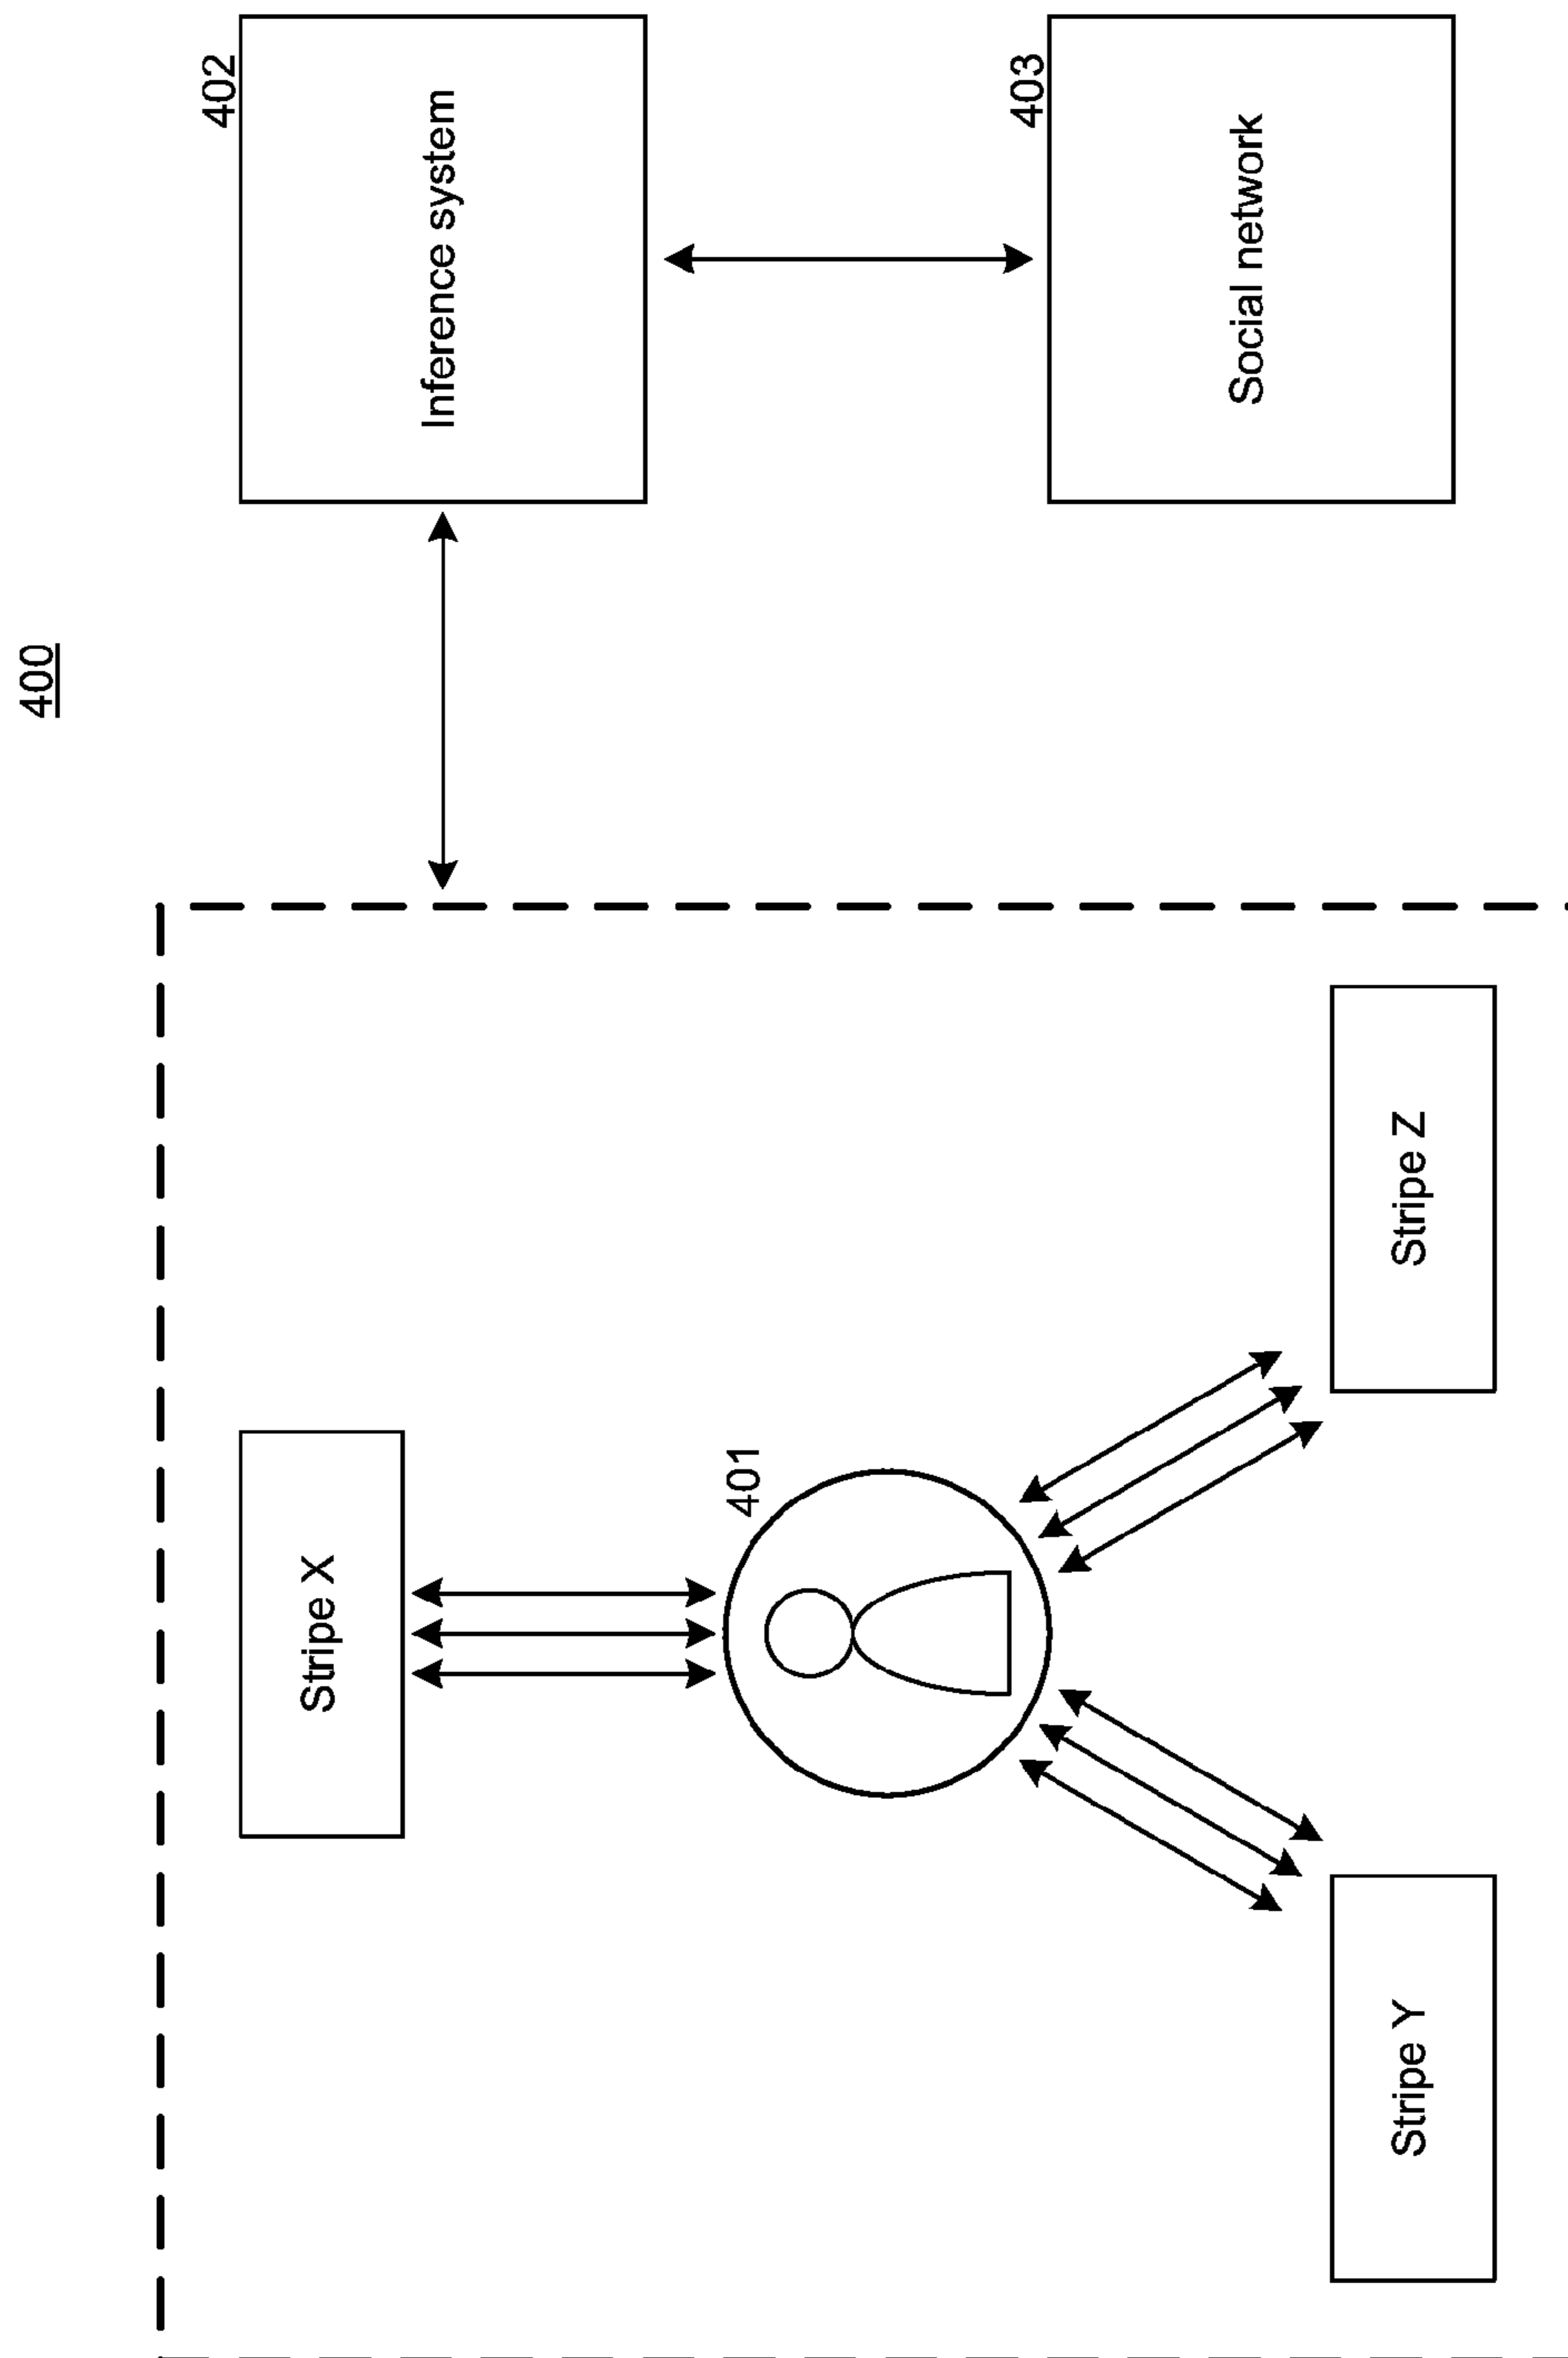 400
402
Stripe X
Inference system
401
403
Social network
Stripe Y
Stripe Z